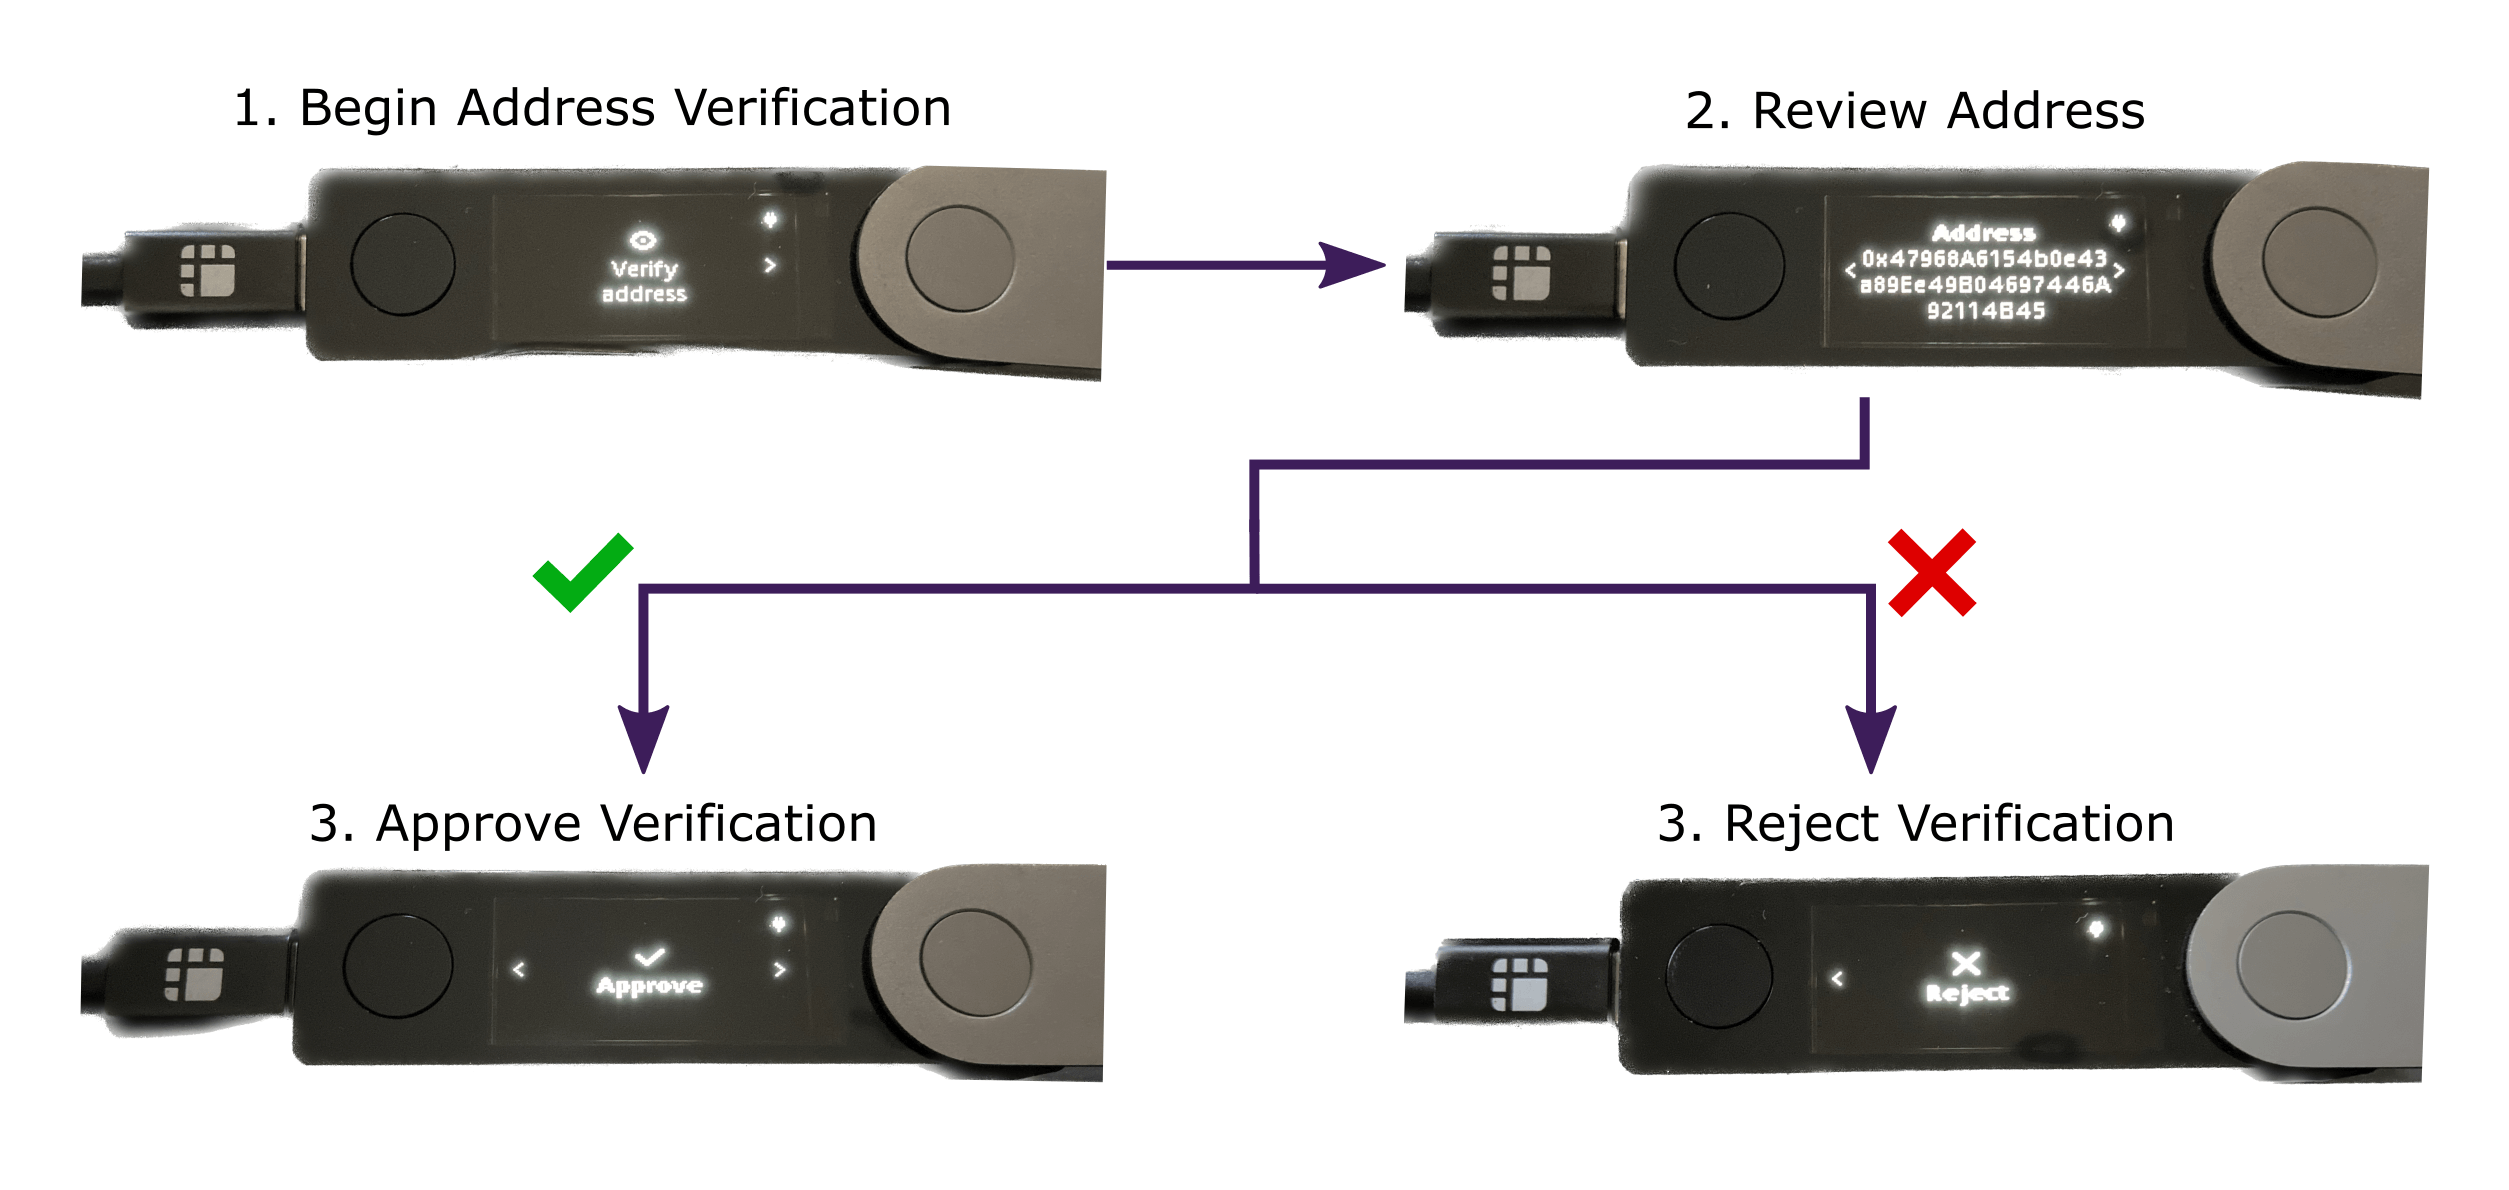 1. Begin Address Verification
Verify
address
>
2. Review Address
Address
0x47968A6154b0e43
< a89Ee49B04697446A >
92114B45
3. Approve Verification
< Approve >
3. Reject Verification
< Reject